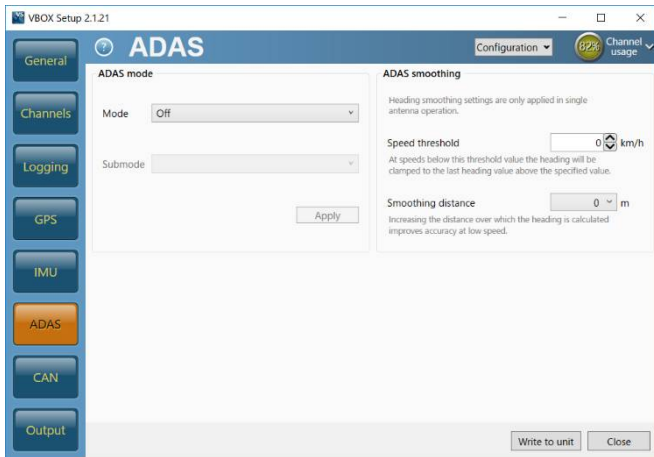 VBOX Setup 2.1.21
General
Channels
Logging
GPS
IMU
ADAS
CAN
Output
ADAS
Configuration
82%
Channel
usage
ADAS mode
Mode
Off
Submode
Apply
ADAS smoothing
Heading smoothing settings are only applied in single
antenna operation.
Speed threshold
0
km/h
At speeds below this threshold value the heading will be
clamped to the last heading value above the specified value.
Smoothing distance
0
m
Increasing the distance over which the heading is calculated
improves accuracy at low speed.
Write to unit
Close